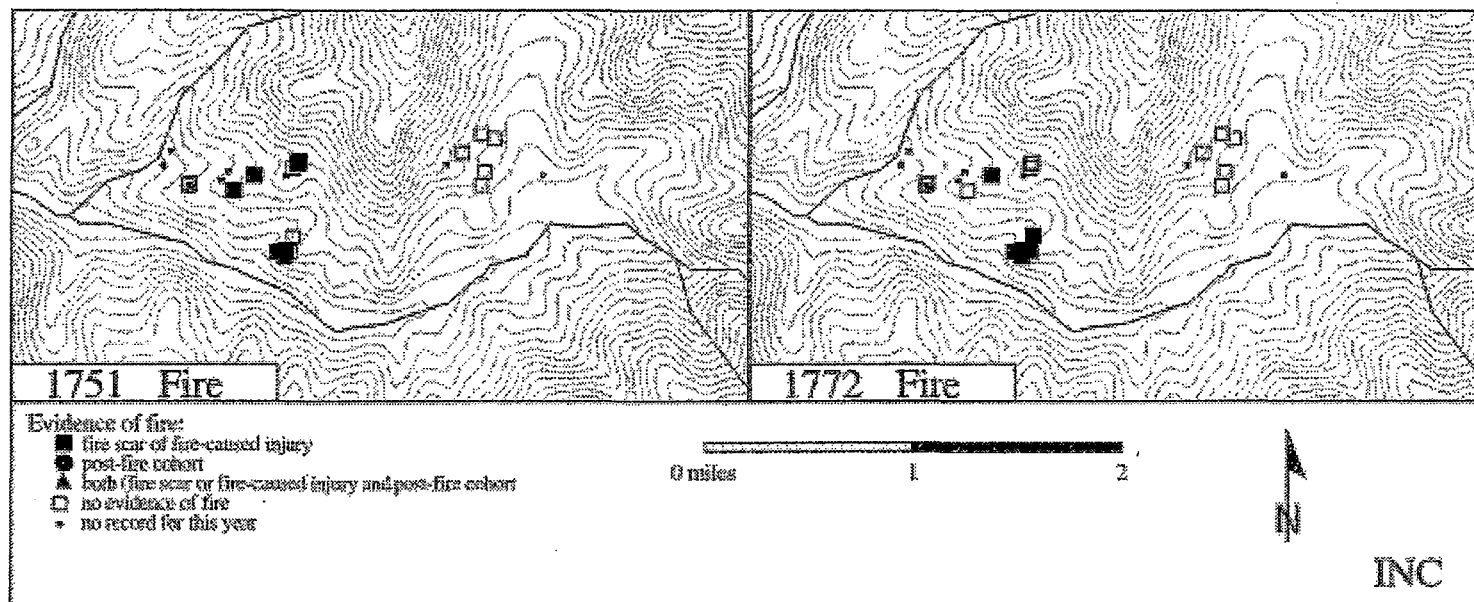 1751 Fire
1772 Fire
Evidence of fire:
fire scar of fire-caused injury
post-fire cohort
both (fire scar or fire-caused injury and post-fire cohort
no evidence of fire
no record for this year
0 miles 1 2
N
INC